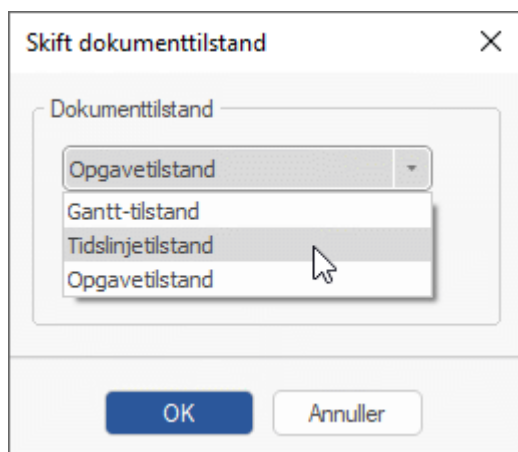 Skift dokumenttilstand
Dokumenttilstand
Opgavetilstand
Gantt-tilstand
Tidslinjetilstand
Opgavetilstand
OK
Annuller